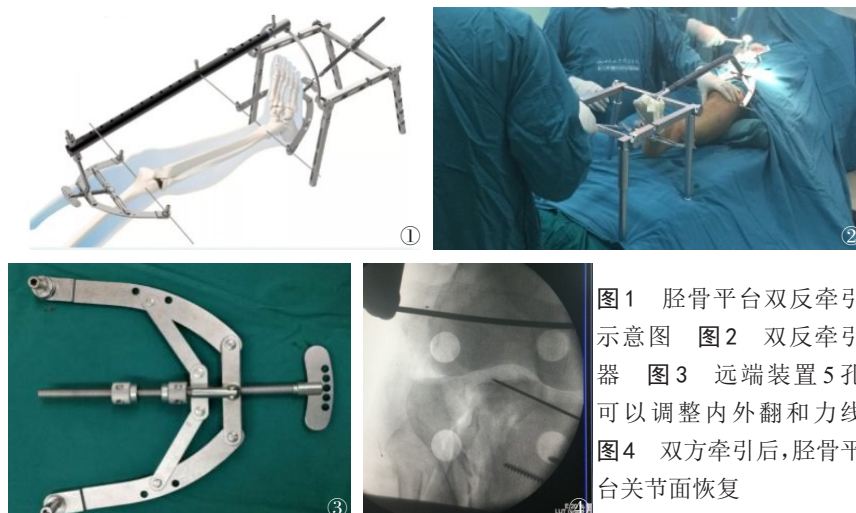 ①
②
③
④
图1 胫骨平台双反牵引
示意图 图2 双反牵引
器 图3 远端装置5孔
可以调整内外翻和力线
图4 双方牵引后,胫骨平
台关节面恢复